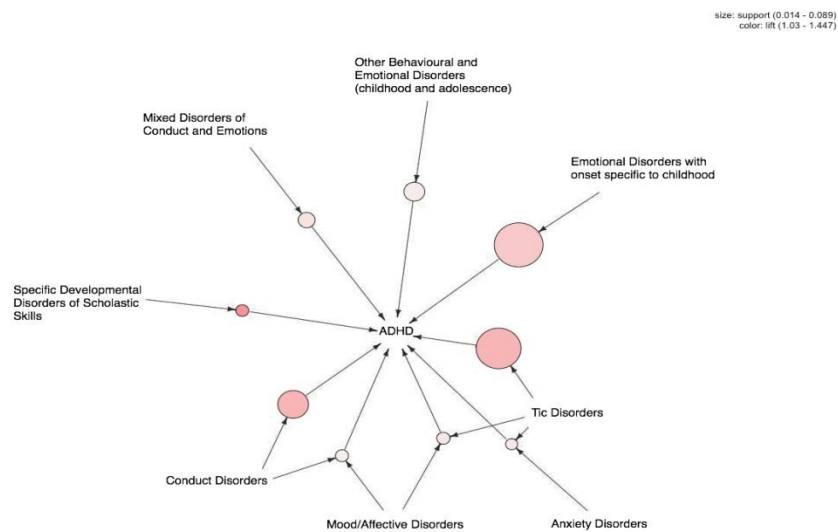 size: support (0.014 - 0.089)
color: lift (1.03 - 1.447)
Other Behavioural and
Emotional Disorders
(childhood and adolescence)
Mixed Disorders of
Conduct and Emotions
Emotional Disorders with
onset specific to childhood
Specific Developmental
Disorders of Scholastic
Skills
ADHD
Tic Disorders
Conduct Disorders
Mood/Affective Disorders
Anxiety Disorders